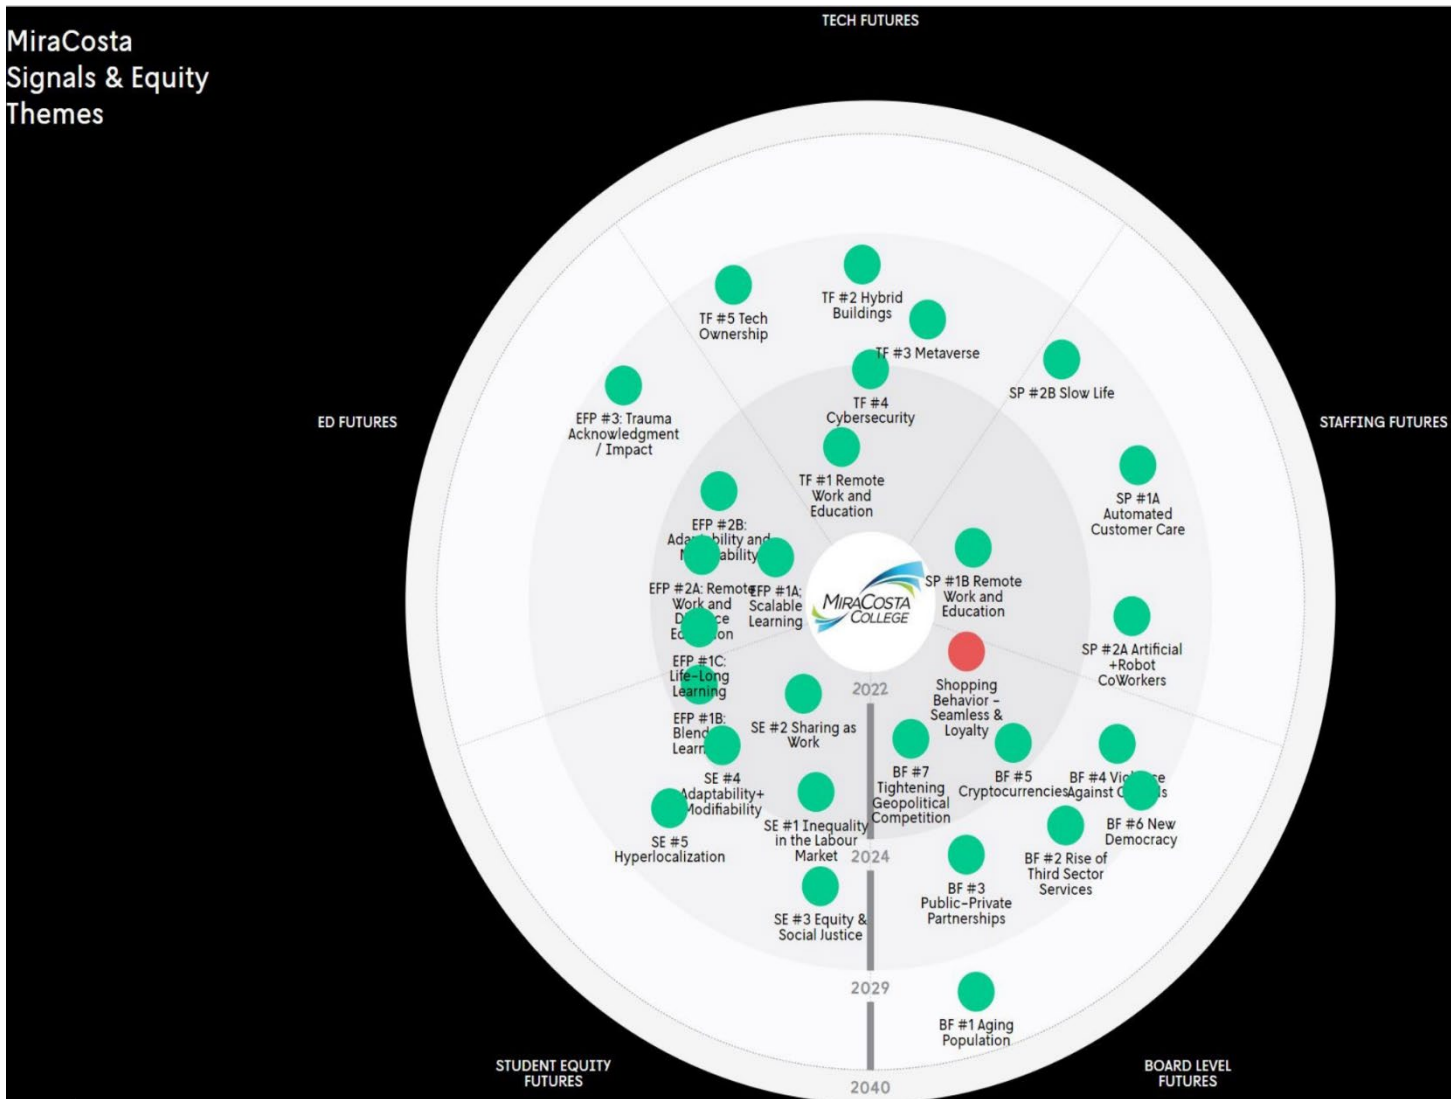 MiraCosta
Signals & Equity
Themes
TECH FUTURES
ED FUTURES
STAFFING FUTURES
STUDENT EQUITY
FUTURES
BOARD LEVEL
FUTURES
TF #5 Tech
Ownership
TF #2 Hybrid
Buildings
TF #3 Metaverse
TF #4
Cybersecurity
TF #1 Remote
Work and
Education
SP #2B Slow Life
SP #1A
Automated
Customer Care
SP #1B Remote
Work and
Education
SP #2A Artificial
+Robot
CoWorkers
EFP #3: Trauma
Acknowledgment
/ Impact
EFP #2B:
Adaptability and
EFP #2A: Remote
Work and
EFP #1A;
Scalable
Learning
EFP #1C:
Life-Long
Learning
EFP #1B:
MIRACOSTA
COLLEGE
2022
Shopping
Behavior -
Seamless &
Loyalty
SE #2 Sharing as
Work
SE #4
Adaptability+
Modifiability
SE #5
Hyperlocalization
SE #1 Inequality
in the Labour
Market
SE #3 Equity &
Social Justice
BF #7
Tightening
Geopolitical
Competition
BF #5
Cryptocurrencies
BF #4 Violence
Against
BF #6 New
Democracy
BF #2 Rise of
Third Sector
Services
BF #3
Public-Private
Partnerships
BF #1 Aging
Population
2024
2029
2040